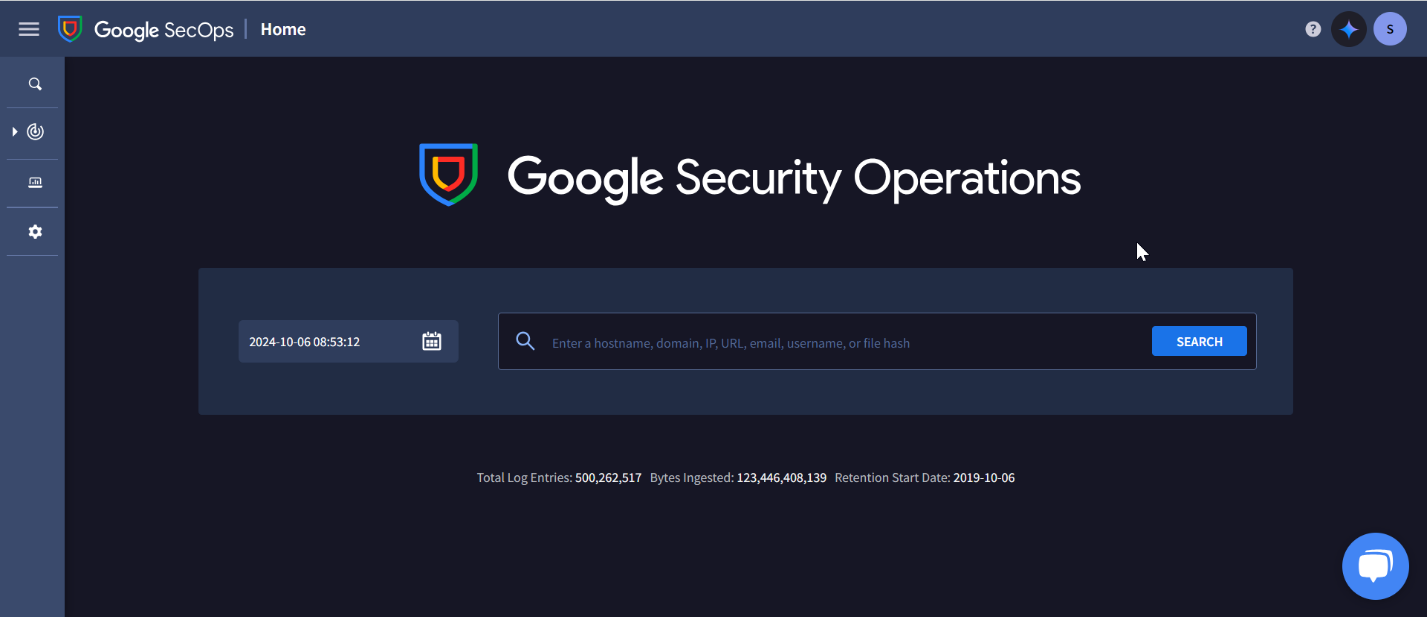 Google SecOps | Home
?
S
Google Security Operations
2024-10-06 08:53:12
Enter a hostname, domain, IP, URL, email, username, or file hash
SEARCH
Total Log Entries: 500,262,517 Bytes Ingested: 123,446,408,139 Retention Start Date: 2019-10-06